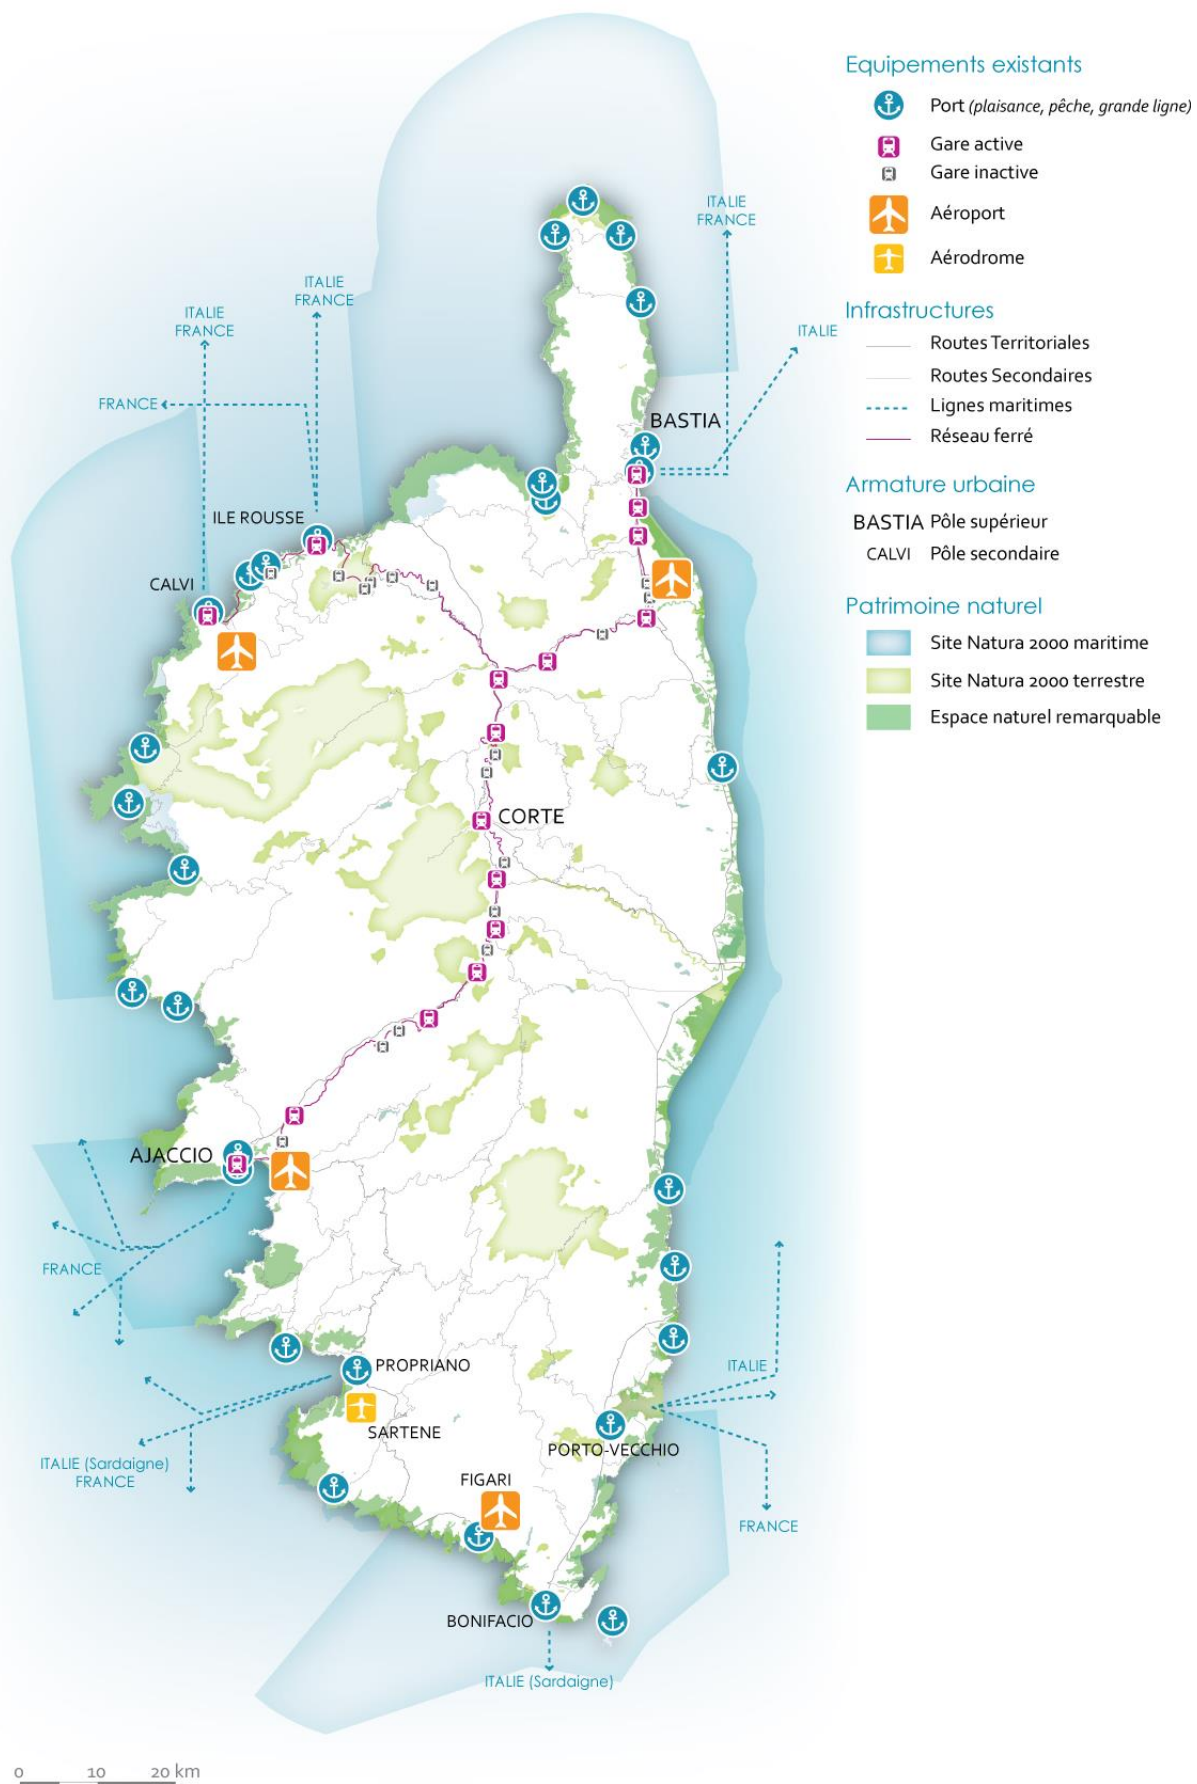 Equipements existants
Port (plaisance, pêche, grande ligne)
Gare active
Gare inactive
Aéroport
Aérodrome
Infrastructures
Routes Territoriales
Routes Secondaires
Lignes maritimes
Réseau ferré
Armature urbaine
BASTIA Pôle supérieur
CALVI Pôle secondaire
Patrimoine naturel
Site Natura 2000 maritime
Site Natura 2000 terrestre
Espace naturel remarquable
ITALIE
FRANCE
ITALIE
FRANCE
ITALIE
FRANCE
ITALIE
FRANCE
BASTIA
ILE ROUSSE
CALVI
CORTE
AJACCIO
FRANCE
PROPRIANO
ITALIE
SARTENE
PORTO-VECCHIO
ITALIE (Sardaigne)
FRANCE
FIGARI
FRANCE
BONIFACIO
ITALIE (Sardaigne)
0 10 20 km